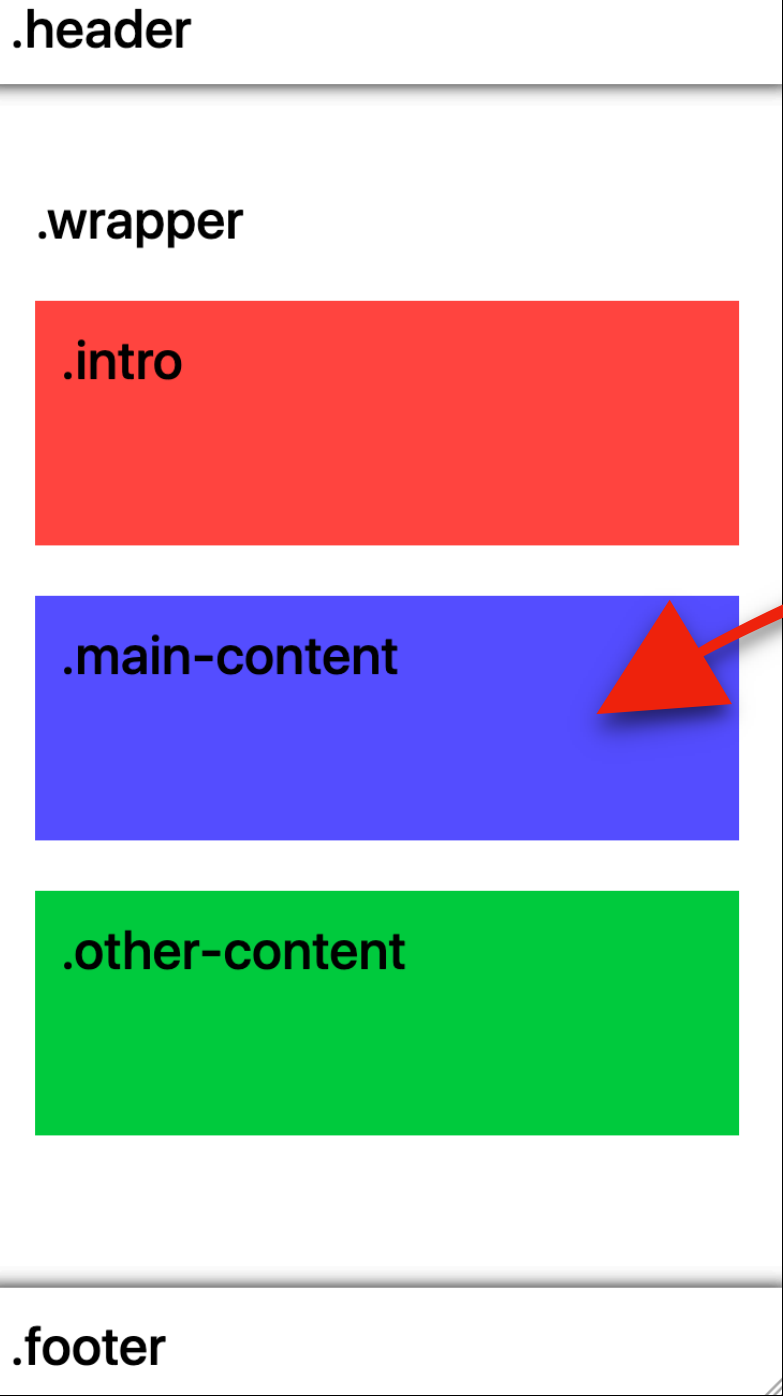 .header
.wrapper
.intro
.main-content
.other-content
.footer